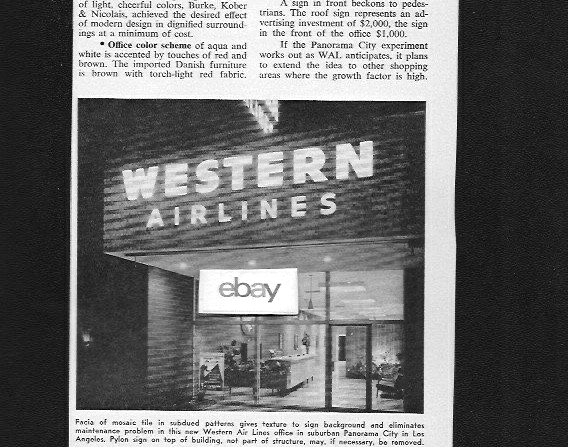 of light, cheerful colors, Burke, Kober
& Nicolais, achieved the desired effect
of modern design in dignified surround-
ings at a minimum of cost.
• Office color scheme of aqua and
white is accented by touches of red and
brown. The imported Danish furniture
is brown with torch-light red fabric.
A sign in front beckons to pedes-
trians. The roof sign represents an ad-
vertising investment of $2,000, the sign
in the front of the office $1,000.
If the Panorama City experiment
works out as WAL anticipates, it plans
to extend the idea to other shopping
areas where the growth factor is high.
WESTERN
AIRLINES
ebay
Facia of mosaic tile in subdued patterns gives texture to sign background and eliminates
maintenance problem in this new Western Air Lines office in suburban Panorama City in Los
Angeles. Pylon sign on top of building, not part of structure, may, if necessary, be removed.